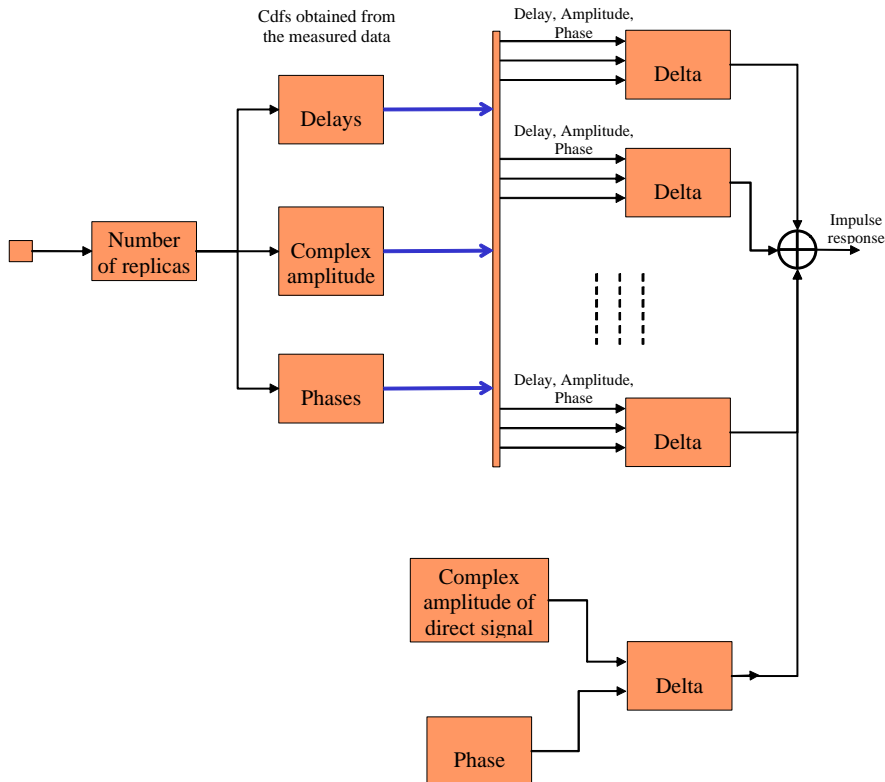 Cdfs obtained from
the measured data
Delay, Amplitude,
Phase
Delta
Delays
Delay, Amplitude,
Phase
Delta
Number
of replicas
Complex
amplitude
Impulse
response
Phases
Delay, Amplitude,
Phase
Delta
Complex
amplitude of
direct signal
Delta
Phase